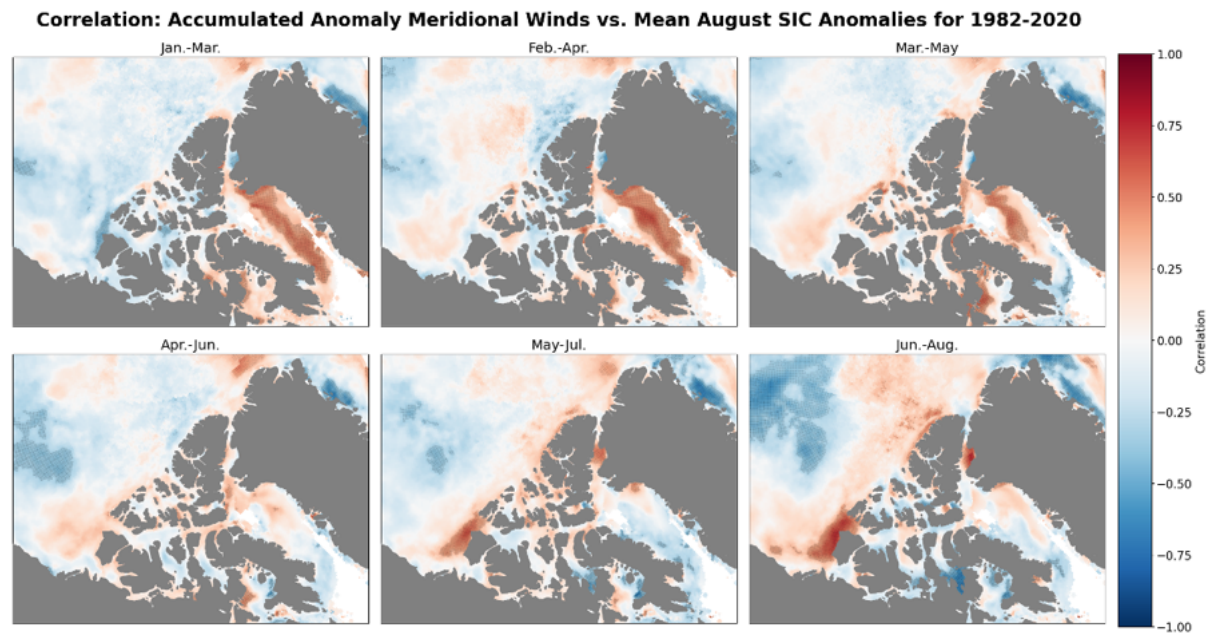 Correlation: Accumulated Anomaly Meridional Winds vs. Mean August SIC Anomalies for 1982-2020
Jan.-Mar.
Feb.-Apr.
Mar.-May
Apr.-Jun.
May-Jul.
Jun.-Aug.
1.00
0.75
0.50
0.25
0.00
−0.25
−0.50
−0.75
−1.00
Correlation